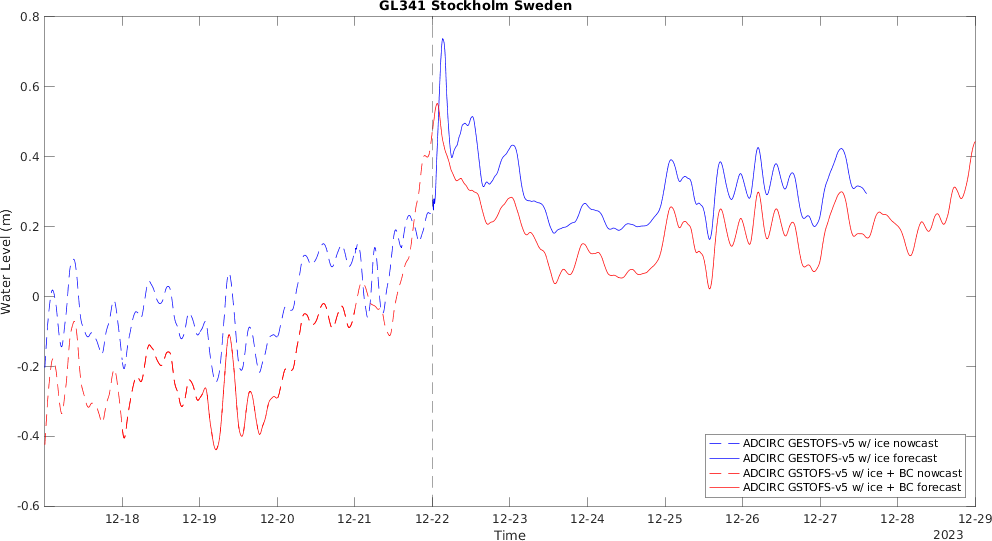 GL341 Stockholm Sweden
Water Level (m)
0.8
0.6
0.4
0.2
0
-0.2
-0.4
-0.6
ADCIRC GESTOFS-v5 w/ ice nowcast
ADCIRC GESTOFS-v5 w/ ice forecast
ADCIRC GSTOFS-v5 w/ ice + BC nowcast
ADCIRC GSTOFS-v5 w/ ice + BC forecast
12-18 12-19 12-20 12-21 12-22 12-23 12-24 12-25 12-26 12-27 12-28 12-29
Time
2023